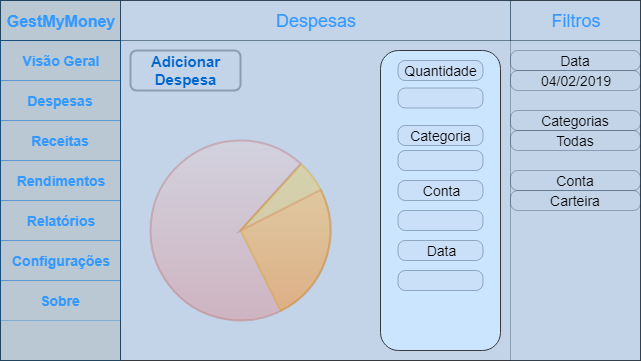 GestMyMoney
Despesas
Filtros
Visão Geral
Despesas
Receitas
Rendimentos
Relatórios
Configurações
Sobre
Adicionar
Despesa
Quantidade
Categoria
Conta
Data
Data
04/02/2019
Categorias
Todas
Conta
Carteira